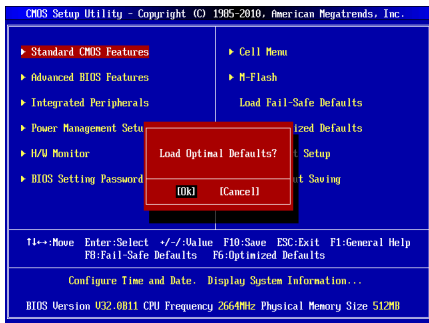 CMOS Setup Utility - Copyright (C) 1985-2010, American Megatrends, Inc.
▶ Standard CMOS Features
▶ Advanced BIOS Features
▶ Integrated Peripherals
▶ Power Management Setu
▶ H/W Monitor
▶ BIOS Setting Password
▶ Cell Menu
▶ M-Flash
Load Fail-Safe Defaults
ized Defaults
t Setup
ut Saving
Load Optimal Defaults?
[Ok] [Cancel]
↑↓↔:Move Enter:Select +/-/:Value F10:Save ESC:Exit F1:General Help
F8:Fail-Safe Defaults F6:Optimized Defaults
Configure Time and Date. Display System Information...
BIOS Version V32.0B11 CPU Frequency 2664MHz Physical Memory Size 512MB